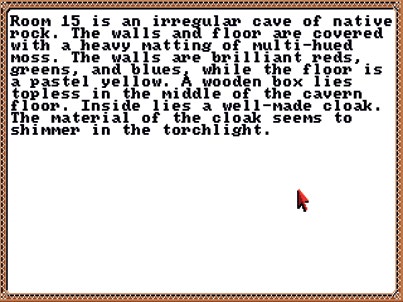 Room 15 is an irregular cave of native
rock. The walls and floor are covered
with a heavy matting of multi-hued
moss. The walls are brilliant reds,
greens, and blues, while the floor is
a pastel yellow. A wooden box lies
topless in the middle of the cavern
floor. Inside lies a well-made cloak.
The material of the cloak seems to
shimmer in the torchlight.